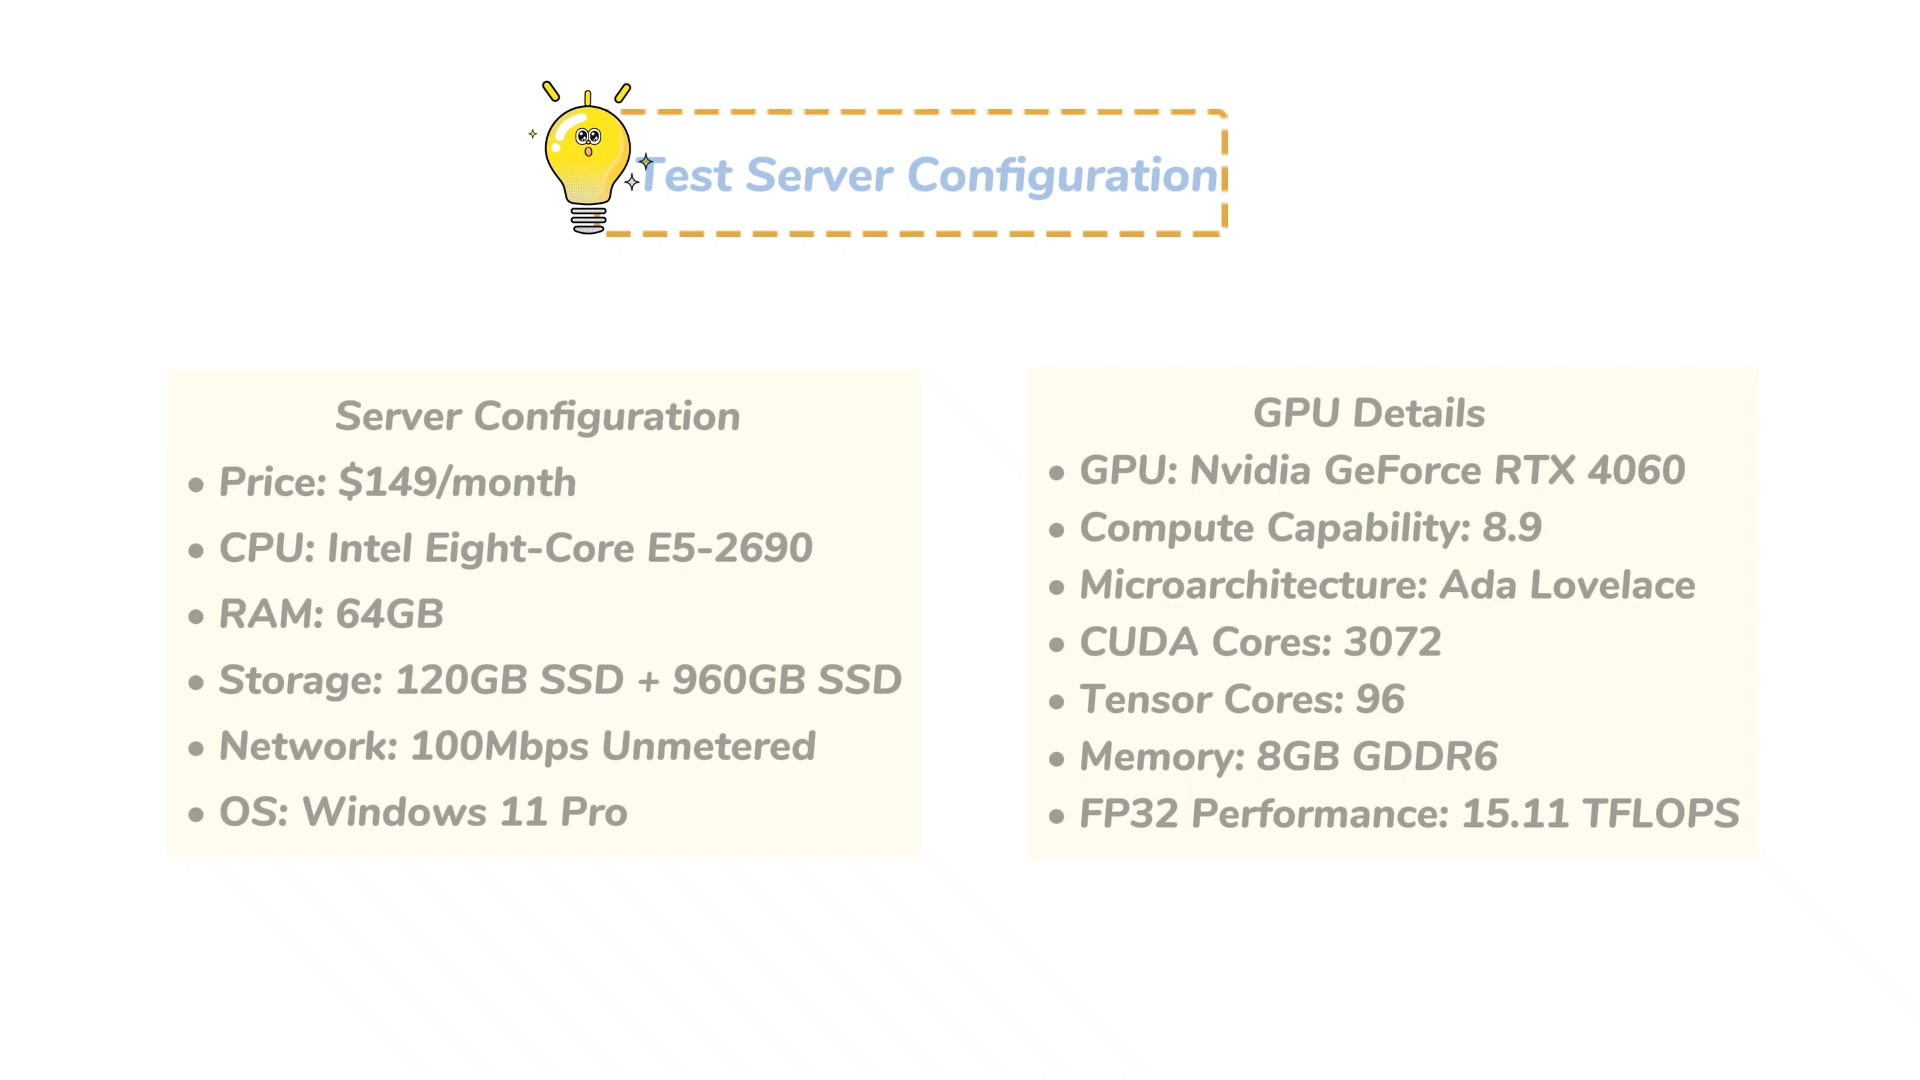 Test Server Configuration
Server Configuration
• Price: $149/month
• CPU: Intel Eight-Core E5-2690
• RAM: 64GB
• Storage: 120GB SSD + 960GB SSD
• Network: 100Mbps Unmetered
• OS: Windows 11 Pro
GPU Details
• GPU: Nvidia GeForce RTX 4060
• Compute Capability: 8.9
• Microarchitecture: Ada Lovelace
• CUDA Cores: 3072
• Tensor Cores: 96
• Memory: 8GB GDDR6
• FP32 Performance: 15.11 TFLOPS